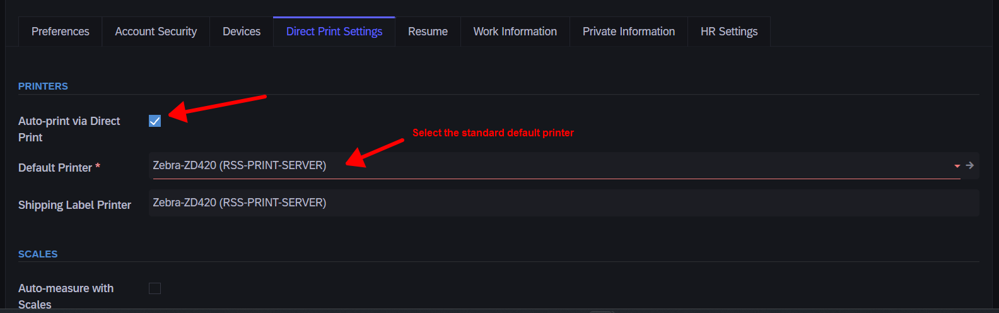 Preferences
Account Security
Devices
Direct Print Settings
Resume
Work Information
Private Information
HR Settings
PRINTERS
Auto-print via Direct
Print
Select the standard default printer
Default Printer *
Zebra-ZD420 (RSS-PRINT-SERVER)
Shipping Label Printer
Zebra-ZD420 (RSS-PRINT-SERVER)
SCALES
Auto-measure with
Scales